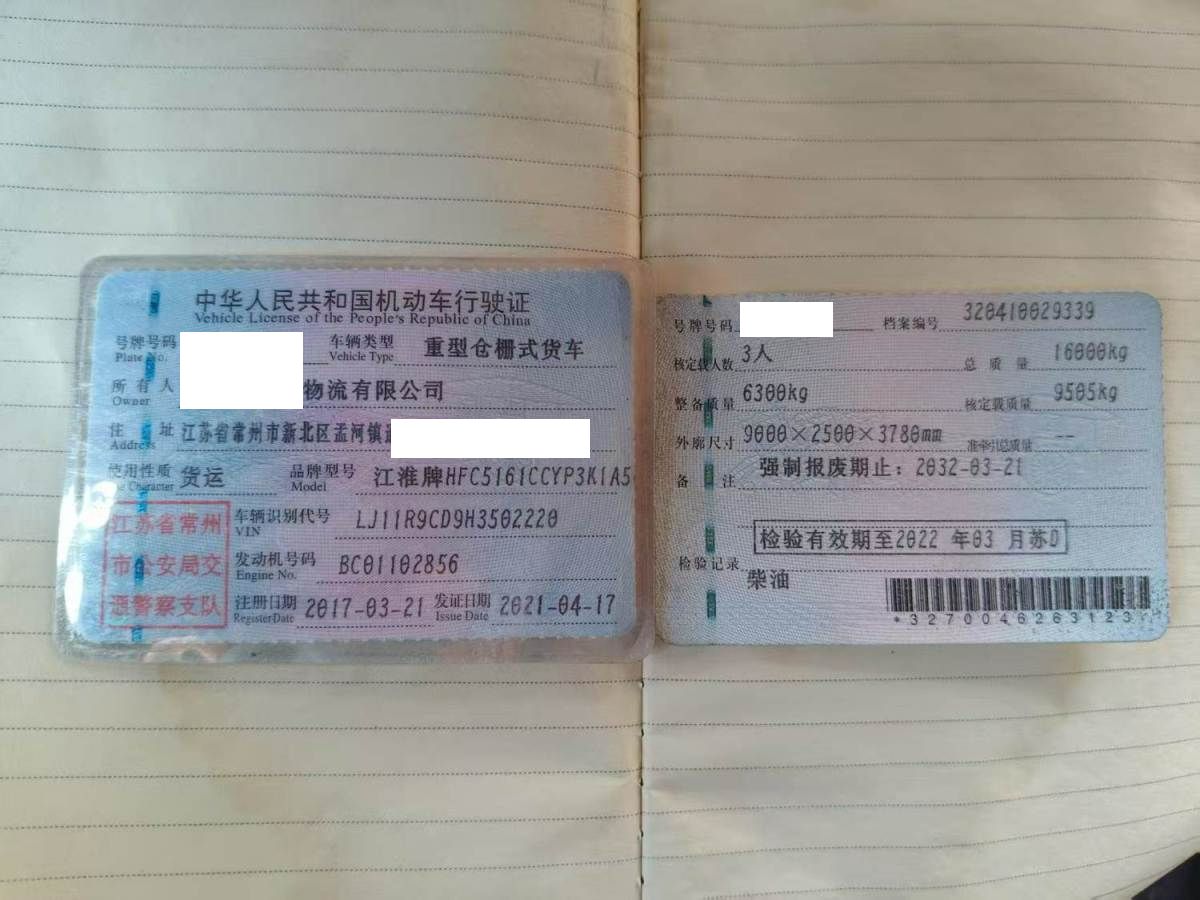 中华人民共和国机动车行驶证
Vehicle License of the People's Republic of China
号牌号码 Plate No. 车辆类型 Vehicle Type 重型仓栅式货车
所有人 Owner 物流有限公司
住址 Address 江苏省常州市新北区孟河镇
使用性质 Use Character 货运 品牌型号 Model 江淮牌HFC5161CCYP3K1A5
江苏省常州
市公安局交
通警察支队
车辆识别代号 VIN LJ11R9CD9H3502220
发动机号码 Engine No. BC01102856
注册日期 Register Date 2017-03-21 发证日期 Issue Date 2021-04-17
号牌号码 档案编号 320410029339
核定载人数 3人 总质量 16000kg
整备质量 6300kg 核定载质量 9505kg
外廓尺寸 9000×2500×3780mm 准牵引总质量 --
备注 强制报废期止：2032-03-21
检验有效期至2022 年03 月苏D
检验记录
柴油
*3270046263123*